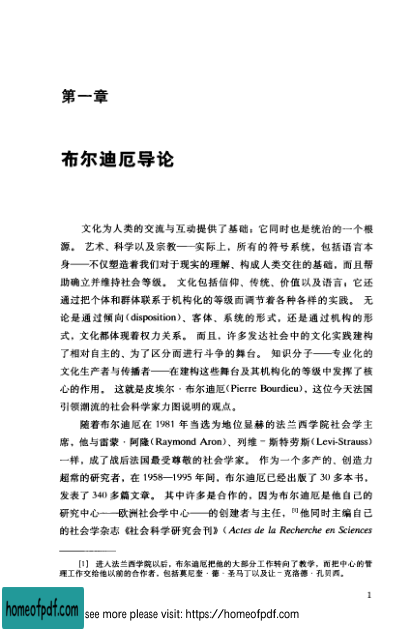 第一章
布尔迪厄导论
文化为人类的交流与互动提供了基础，它同时也是统治的一个根
源。 艺术、科学以及宗教——实际上，所有的符号系统，包括语言本
身——不仅塑造着我们对于现实的理解、构成人类交往的基础，而且帮
助确立并维持社会等级。 文化包括信仰、传统、价值以及语言；它还
通过把个体和群体联系于机构化的等级而调节着各种各样的实践。 无
论是通过倾向(disposition)、客体、系统的形式，还是通过机构的形
式，文化都体现着权力关系。 而且，许多发达社会中的文化实践建构
了相对自主的、为了区分而进行斗争的舞台。 知识分子——专业化的
文化生产者与传播者——在建构这些舞台及其机构化的等级中发挥了核
心的作用。 这就是皮埃尔·布尔迪厄(Pierre Bourdieu)，这位今天法国
引领潮流的社会科学家力图说明的观点。
随着布尔迪厄在 1981 年当选为地位显赫的法兰西学院社会学主
席，他与雷蒙·阿隆(Raymond Aron)、列维-斯特劳斯(Levi-Strauss)
一样，成了战后法国最受尊敬的社会学家。 作为一个多产的、创造力
超常的研究者，在 1958—1995 年间，布尔迪厄已经出版了 30 多本书，
发表了 340 多篇文章。 其中许多是合作的，因为布尔迪厄是他自己的
研究中心——欧洲社会学中心——的创建者与主任，[1]他同时主编自己
的社会学杂志《社会科学研究会刊》(Actes de la Recherche en Sciences
[1] 进入法兰西学院以后，布尔迪厄把他的大部分工作转向了教学，而把中心的管
理工作交给他以前的合作者，包括莫尼奎·德·圣马丁以及让-克洛德·孔贝西。
1
homeofpdf.com
see more please visit: https://homeofpdf.com